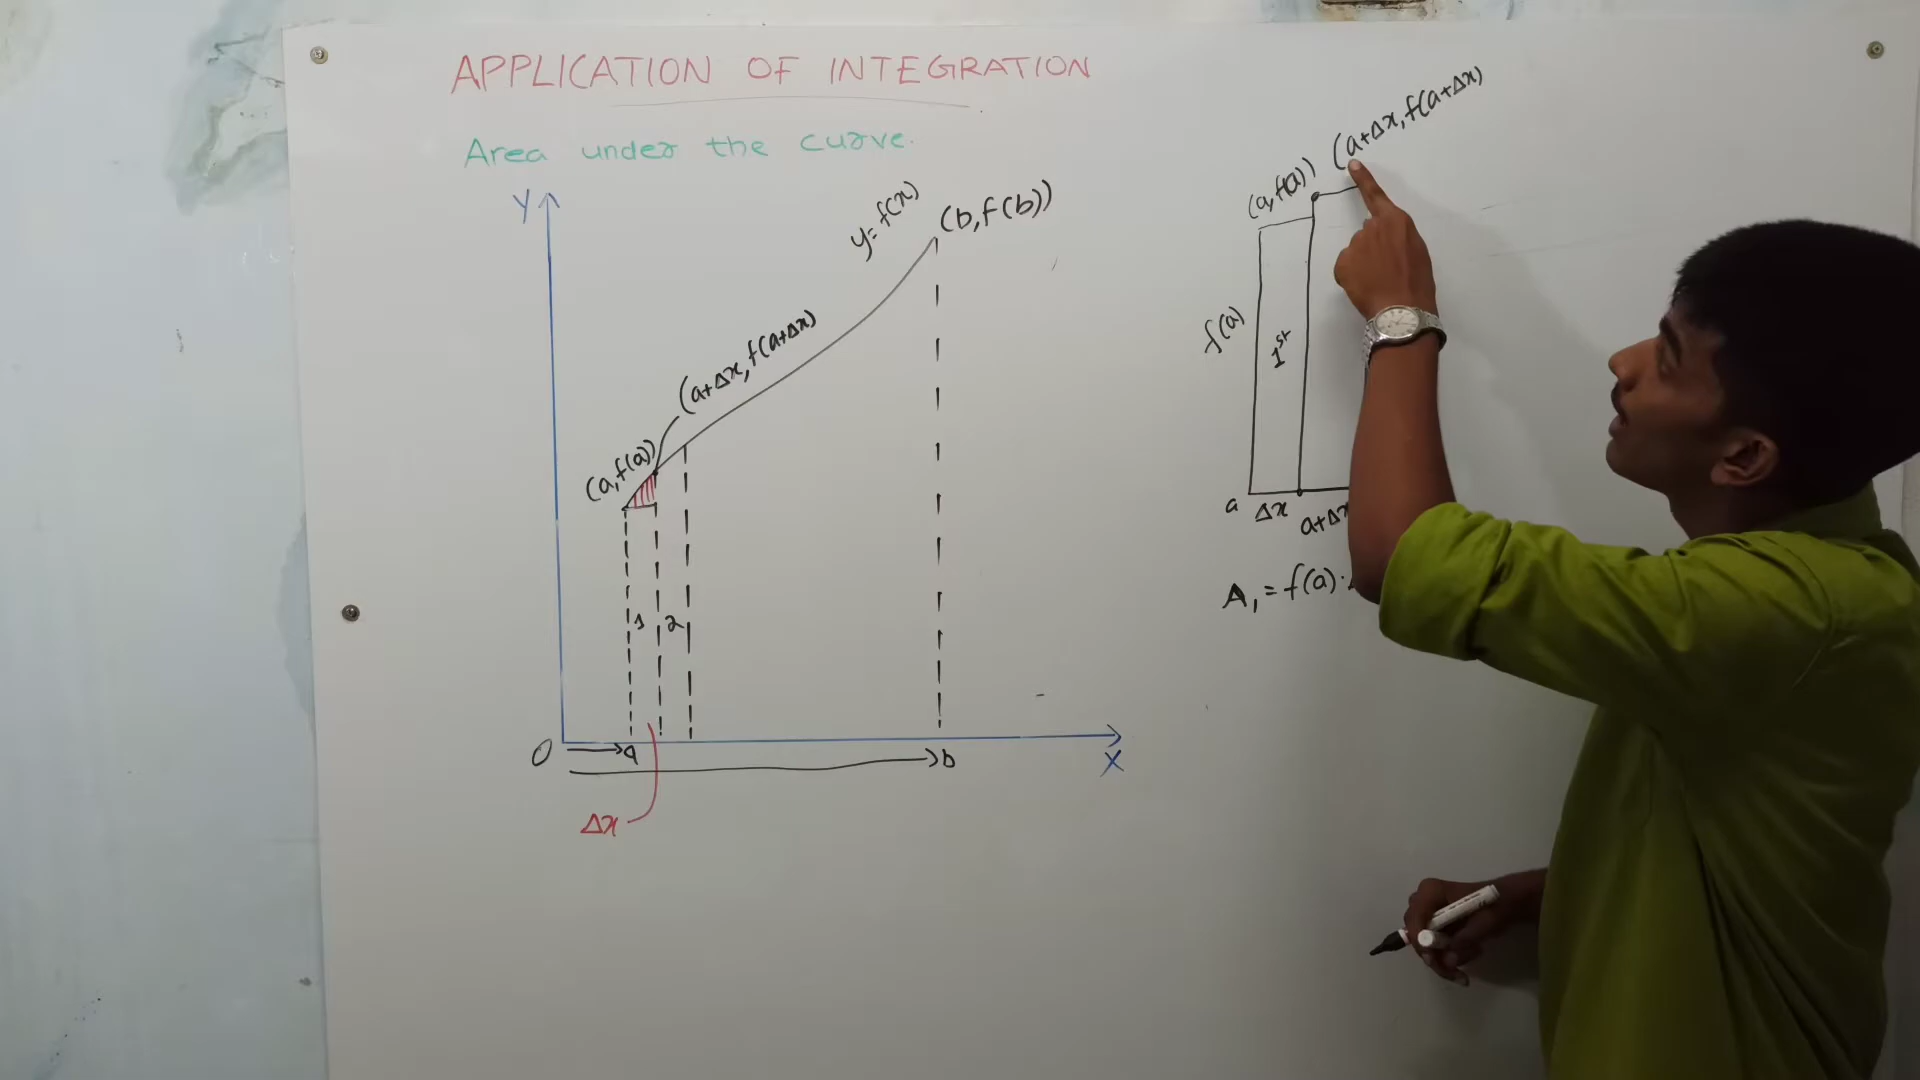 APPLICATION OF INTEGRATION
Area under the curve.
Y
y=f(x)
(b,f(b))
(a+Δx,f(a+Δx)
(a,f(a))
1
2
O
a
b
X
Δx
(a,f(a))
(a+Δx,f(a+Δx)
f(a)
1st
a
Δx
a+Δx
A₁=f(a)·